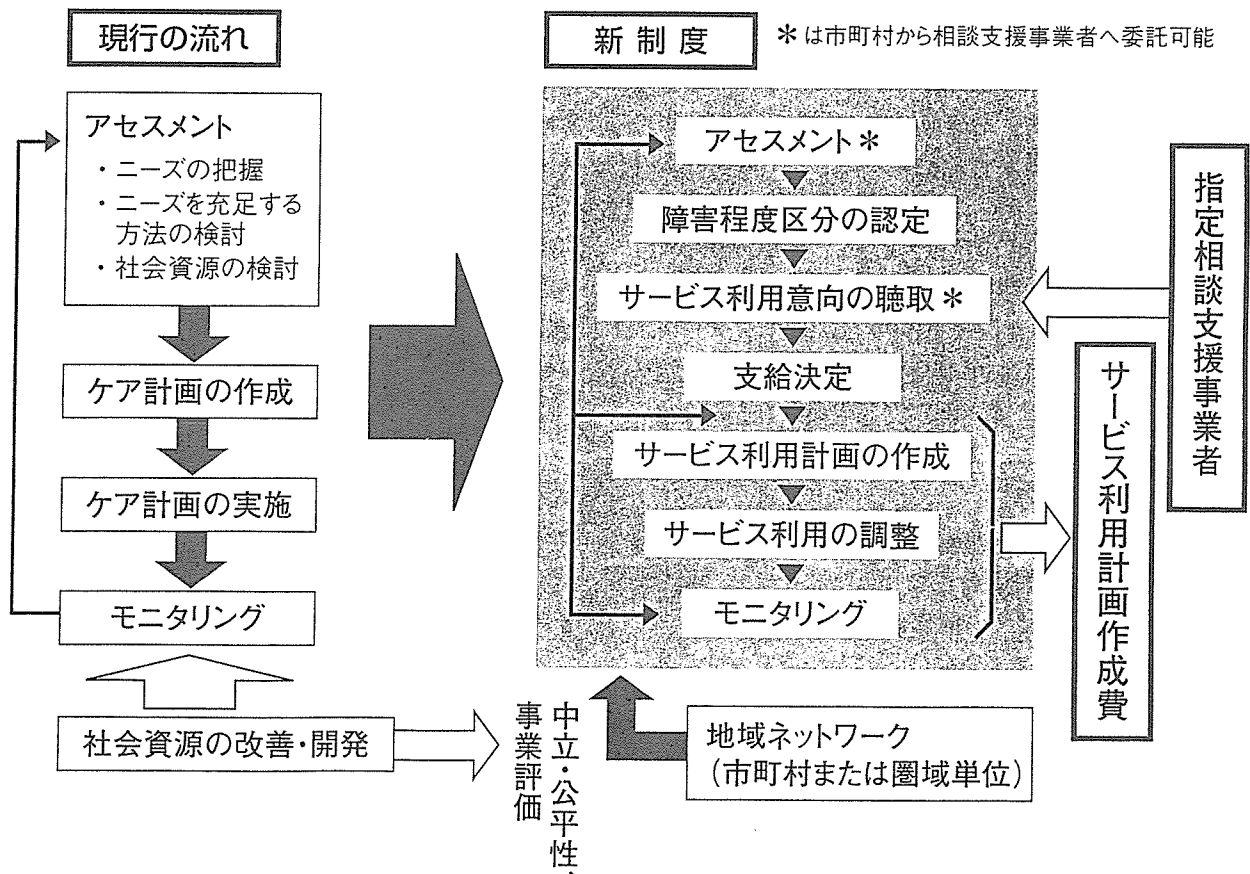 現行の流れ
アセスメント
・ニーズの把握
・ニーズを充足する
方法の検討
・社会資源の検討
ケア計画の作成
ケア計画の実施
モニタリング
社会資源の改善・開発
新制度
＊は市町村から相談支援事業者へ委託可能
アセスメント＊
障害程度区分の認定
サービス利用意向の聴取＊
支給決定
サービス利用計画の作成
サービス利用の調整
モニタリング
指定相談支援事業者
サービス利用計画作成費
中立・公平性、
事業評価
地域ネットワーク
（市町村または圏域単位）